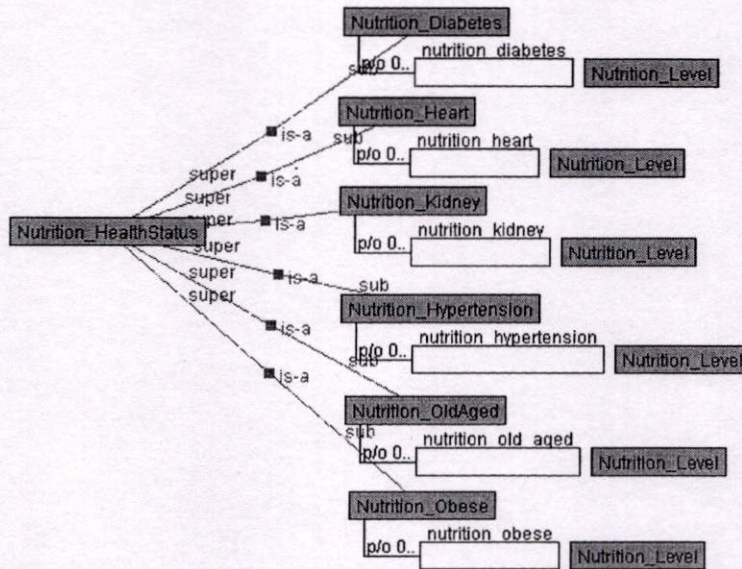 Nutrition_Diabetes
p/o 0.. nutrition_diabetes Nutrition_Level
sub
is-a
Nutrition_Heart
sub
p/o 0.. nutrition_heart Nutrition_Level
super
is-a
super
Nutrition_Kidney
super
is-a
Nutrition_HealthStatus
p/o 0.. nutrition_kidney Nutrition_Level
super
super
is-a
sub
super
Nutrition_Hypertension
is-a
p/o 0.. nutrition_hypertension Nutrition_Level
sub
is-a
Nutrition_OldAged
sub
p/o 0.. nutrition_old_aged Nutrition_Level
Nutrition_Obese
p/o 0.. nutrition_obese Nutrition_Level